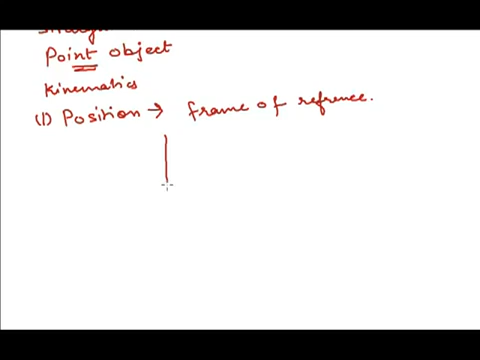 Point object
Kinematics
(1) Position → frame of refrence.